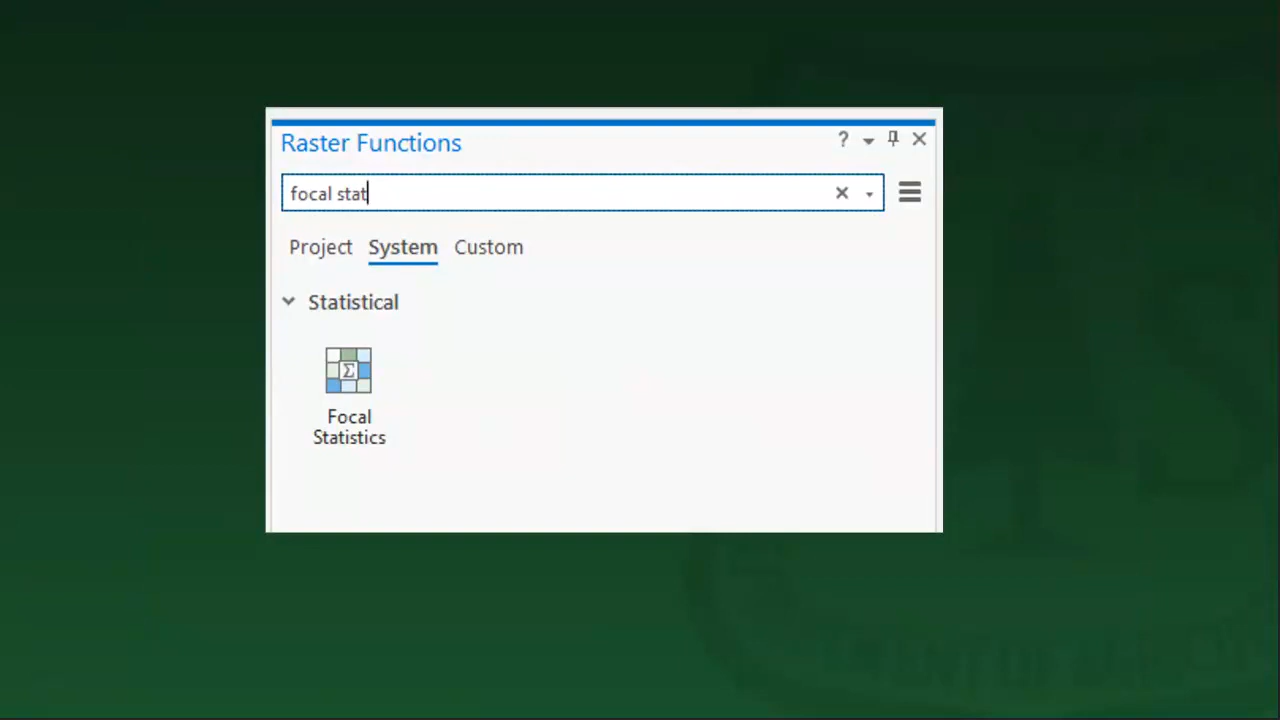 Raster Functions
focal stat
Project System Custom
Statistical
Σ
Focal
Statistics